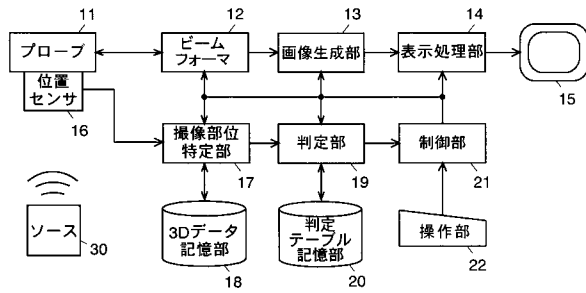 11
12
13
14
プローブ
ビーム
フォーマ
画像生成部
表示処理部
位置
センサ
15
16
撮像部位
特定部
判定部
制御部
17
19
21
ソース
3Dデータ
記憶部
判定
テーブル
記憶部
操作部
30
18
20
22